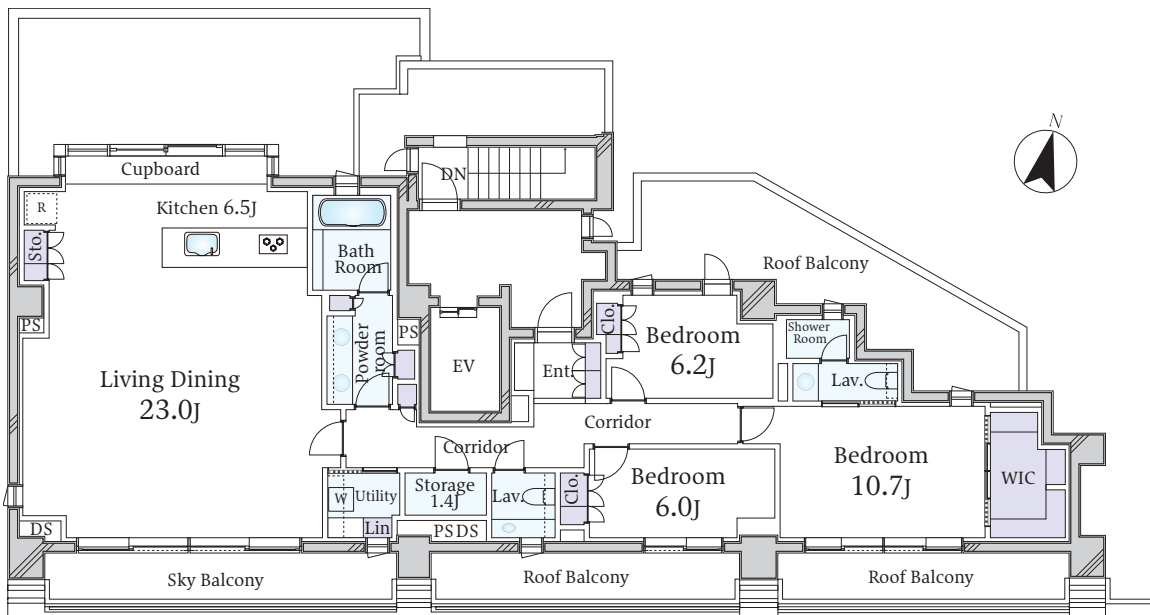 N
DN
Cupboard
R
Kitchen 6.5J
Sto.
Bath
Room
Roof Balcony
PS
PS
Powder
room
EV
Ent.
Clo.
Bedroom
6.2J
Shower
Room
Lav.
Living Dining
23.0J
Corridor
Corridor
Bedroom
10.7J
WIC
W
Utility
Lin
Storage
1.4J
Lav.
Clo.
Bedroom
6.0J
DS
PS DS
Sky Balcony
Roof Balcony
Roof Balcony